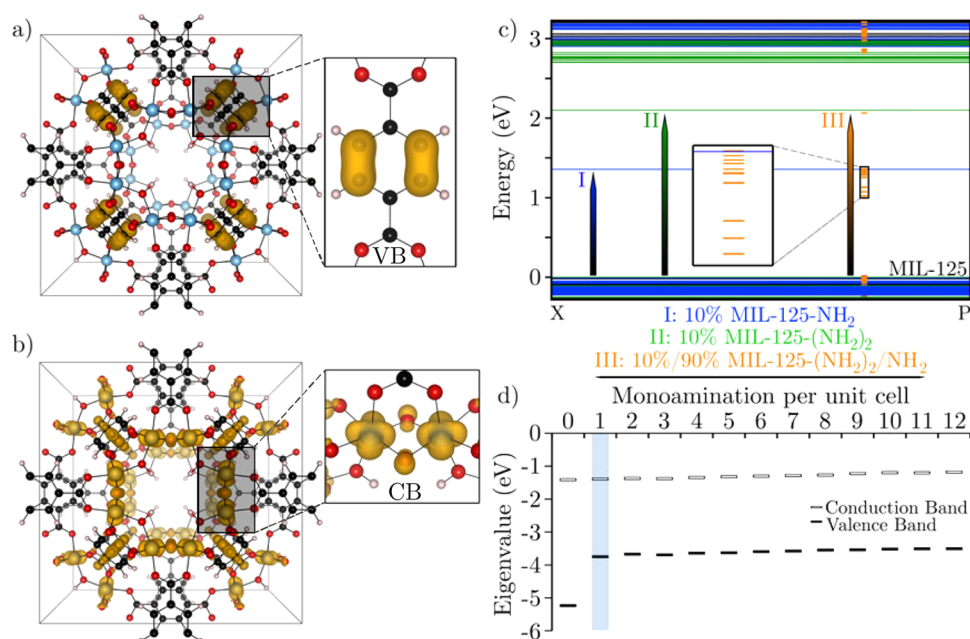 a)
VB
b)
CB
c)
Energy (eV)
3
2
1
0
I
II
III
MIL-125
X
P
I: 10% MIL-125-NH₂
II: 10% MIL-125-(NH₂)₂
III: 10%/90% MIL-125-(NH₂)₂/NH₂
d)
Monoamination per unit cell
0 1 2 3 4 5 6 7 8 9 10 11 12
Eigenvalue (eV)
0
-1
-2
-3
-4
-5
-6
Conduction Band
Valence Band